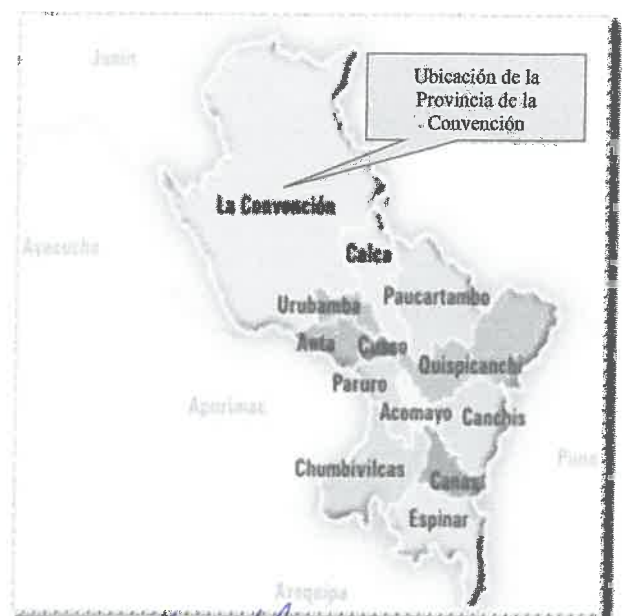 Junín
Ubicación de la
Provincia de la
Convención
La Convención
Ayacucho
Calca
Paucartambo
Urubamba
Anta
Cusco
Quispicanchi
Paruro
Apurimac
Acomayo
Canchis
Puno
Chumbivilcas
Canas
Espinar
Arequipa